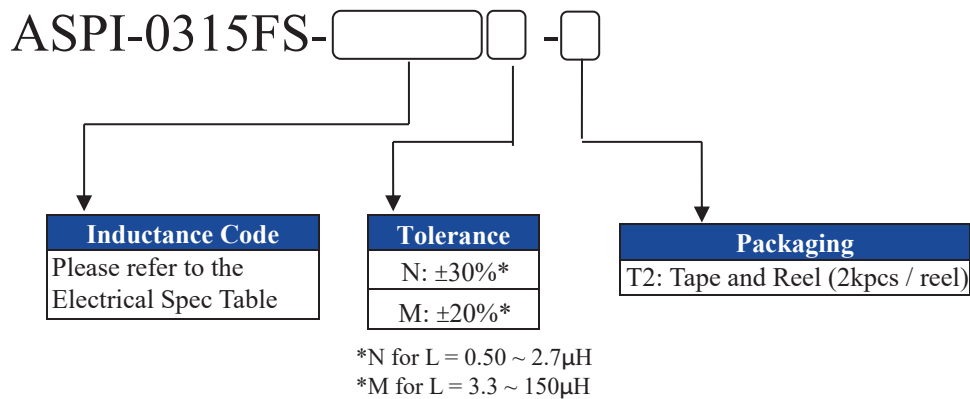 ASPI-0315FS- -
Inductance Code
Please refer to the
Electrical Spec Table
Tolerance
N: ±30%*
M: ±20%*
*N for L = 0.50 ~ 2.7µH
*M for L = 3.3 ~ 150µH
Packaging
T2: Tape and Reel (2kpcs / reel)